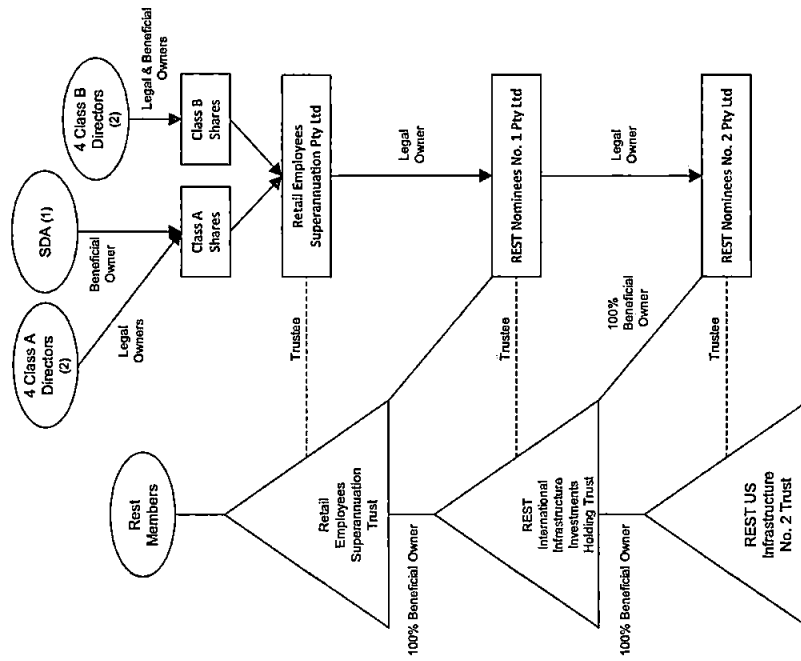 4 Class A
Directors
(2)
SDA (1)
4 Class B
Directors
(2)
Legal
Owners
Beneficial
Owner
Legal & Beneficial
Owners
Class A
Shares
Class B
Shares
Rest
Members
Retail Employees
Superannuation Pty Ltd
Trustee
Retail
Employees
Superannuation
Trust
Legal
Owner
100% Beneficial Owner
REST Nominees No. 1 Pty Ltd
Trustee
REST
International
Infrastructure
Investments
Holding Trust
100%
Beneficial
Owner
Legal
Owner
100% Beneficial Owner
REST Nominees No. 2 Pty Ltd
Trustee
REST US
Infrastructure
No. 2 Trust